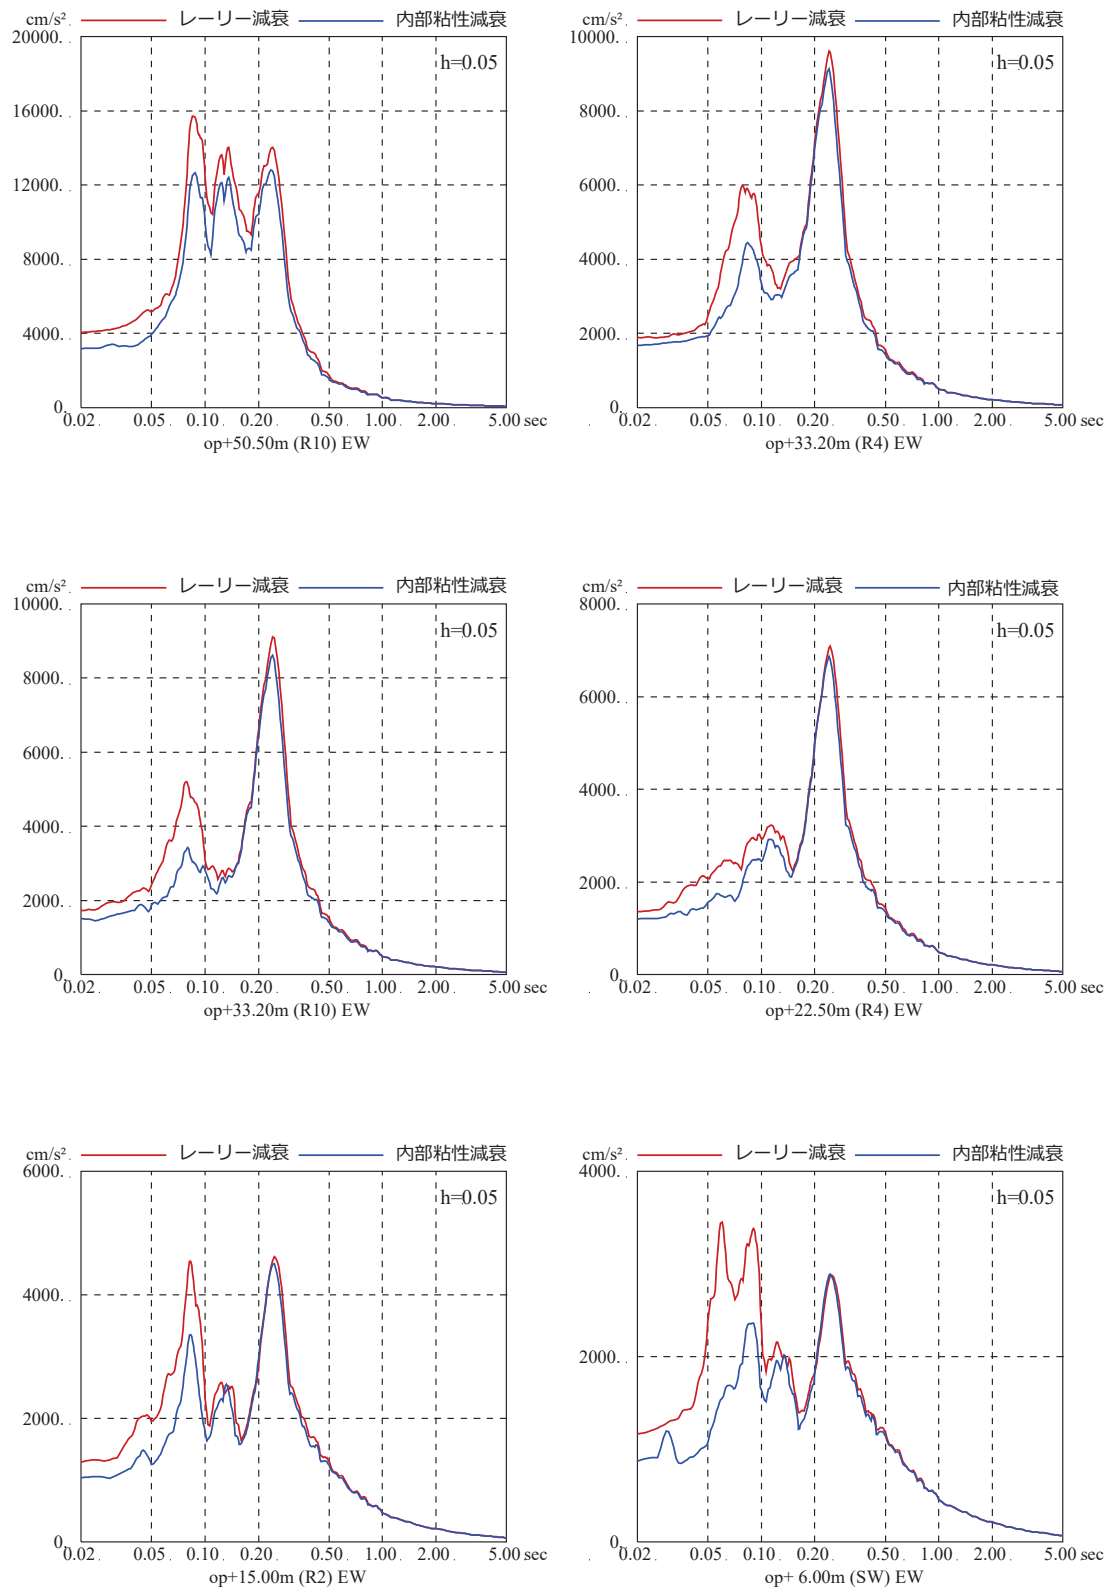 cm/s². レーリー減衰 内部粘性減衰
20000.
h=0.05
16000.
12000.
8000.
4000.
0.
0.02 0.05 0.10 0.20 0.50 1.00 2.00 5.00 sec
op+50.50m (R10) EW
cm/s². レーリー減衰 内部粘性減衰
10000.
h=0.05
8000.
6000.
4000.
2000.
0.
0.02 0.05 0.10 0.20 0.50 1.00 2.00 5.00 sec
op+33.20m (R4) EW
cm/s². レーリー減衰 内部粘性減衰
10000.
h=0.05
8000.
6000.
4000.
2000.
0.
0.02 0.05 0.10 0.20 0.50 1.00 2.00 5.00 sec
op+33.20m (R10) EW
cm/s². レーリー減衰 内部粘性減衰
8000.
h=0.05
6000.
4000.
2000.
0.
0.02 0.05 0.10 0.20 0.50 1.00 2.00 5.00 sec
op+22.50m (R4) EW
cm/s². レーリー減衰 内部粘性減衰
6000.
h=0.05
4000.
2000.
0.
0.02 0.05 0.10 0.20 0.50 1.00 2.00 5.00 sec
op+15.00m (R2) EW
cm/s². レーリー減衰 内部粘性減衰
4000.
h=0.05
2000.
0.
0.02 0.05 0.10 0.20 0.50 1.00 2.00 5.00 sec
op+ 6.00m (SW) EW